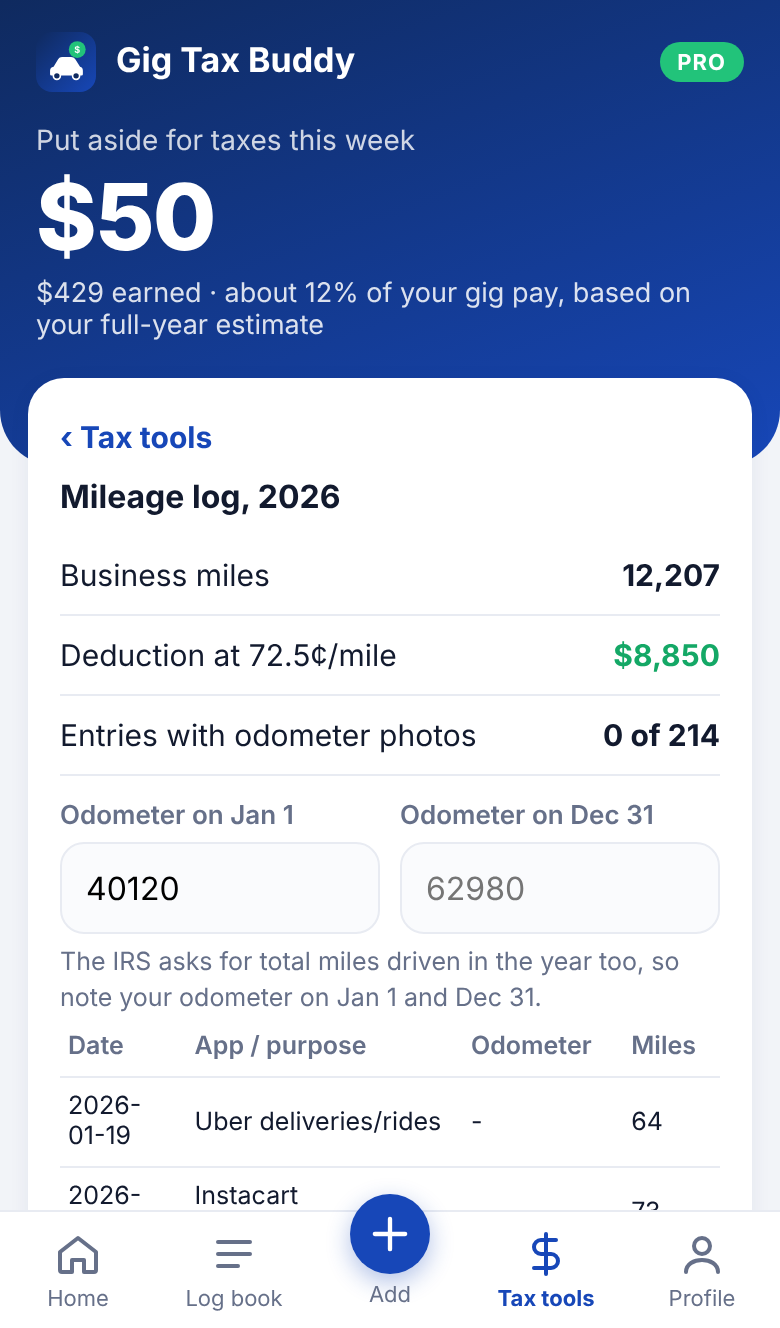 $
Gig Tax Buddy
PRO
Put aside for taxes this week
$50
$429 earned · about 12% of your gig pay, based on
your full-year estimate
‹ Tax tools
Mileage log, 2026
Business miles 12,207
Deduction at 72.5¢/mile $8,850
Entries with odometer photos 0 of 214
Odometer on Jan 1 Odometer on Dec 31
40120 62980
The IRS asks for total miles driven in the year too, so
note your odometer on Jan 1 and Dec 31.
Date App / purpose Odometer Miles
2026-
01-19 Uber deliveries/rides - 64
2026- Instacart
Home Log book Add Tax tools Profile